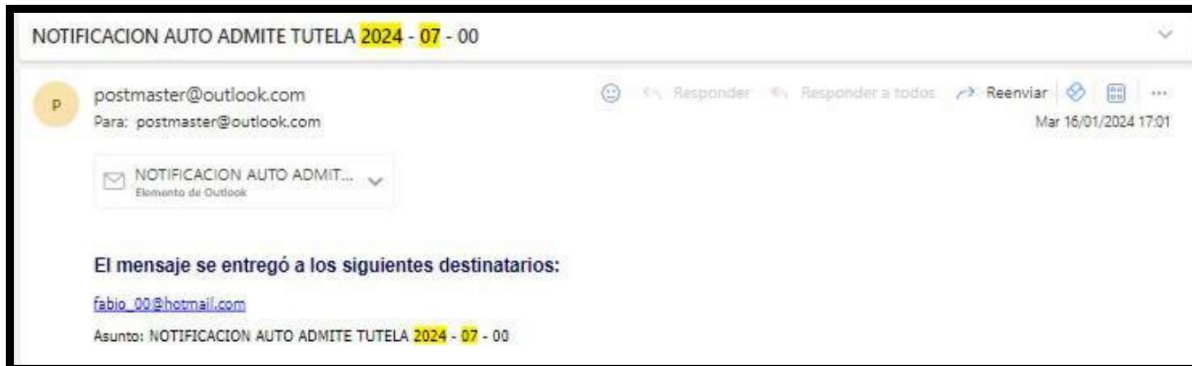 NOTIFICACION AUTO ADMITE TUTELA 2024 - 07 - 00
P
postmaster@outlook.com
Responder Responder a todos Reenviar
Para: postmaster@outlook.com
Mar 16/01/2024 17:01
NOTIFICACION AUTO ADMIT...
Elemento de Outlook
El mensaje se entregó a los siguientes destinatarios:
fabio_00@hotmail.com
Asunto: NOTIFICACION AUTO ADMITE TUTELA 2024 - 07 - 00